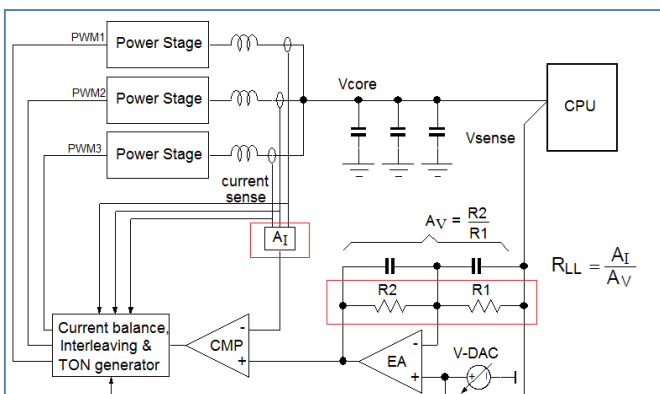 PWM1
Power Stage
PWM2
Power Stage
PWM3
Power Stage
Vcore
CPU
Vsense
current
sense
AI
AV = R2
R1
RLL = AI
AV
R2
R1
Current balance,
Interleaving &
TON generator
CMP
-
+
EA
-
+
V-DAC
+
-